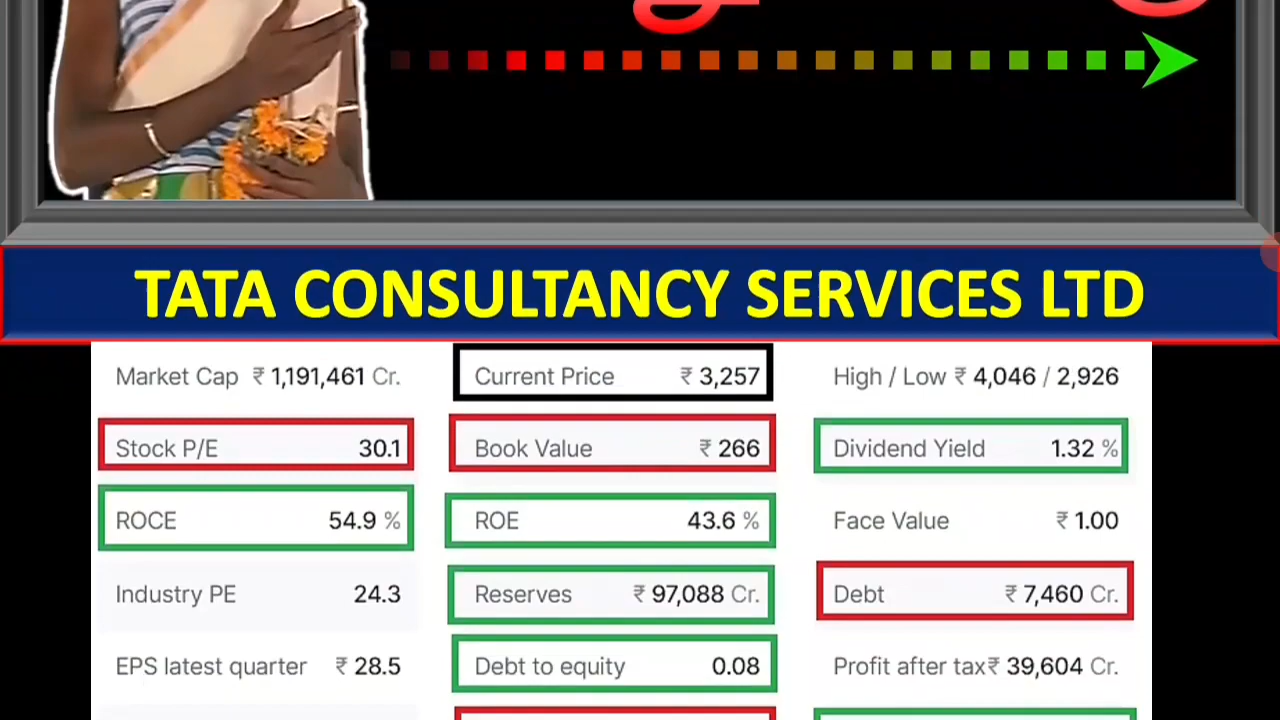 TATA CONSULTANCY SERVICES LTD
Market Cap ₹ 1,191,461 Cr. Current Price ₹ 3,257 High / Low ₹ 4,046 / 2,926
Stock P/E 30.1 Book Value ₹ 266 Dividend Yield 1.32 %
ROCE 54.9 % ROE 43.6 % Face Value ₹ 1.00
Industry PE 24.3 Reserves ₹ 97,088 Cr. Debt ₹ 7,460 Cr.
EPS latest quarter ₹ 28.5 Debt to equity 0.08 Profit after tax ₹ 39,604 Cr.